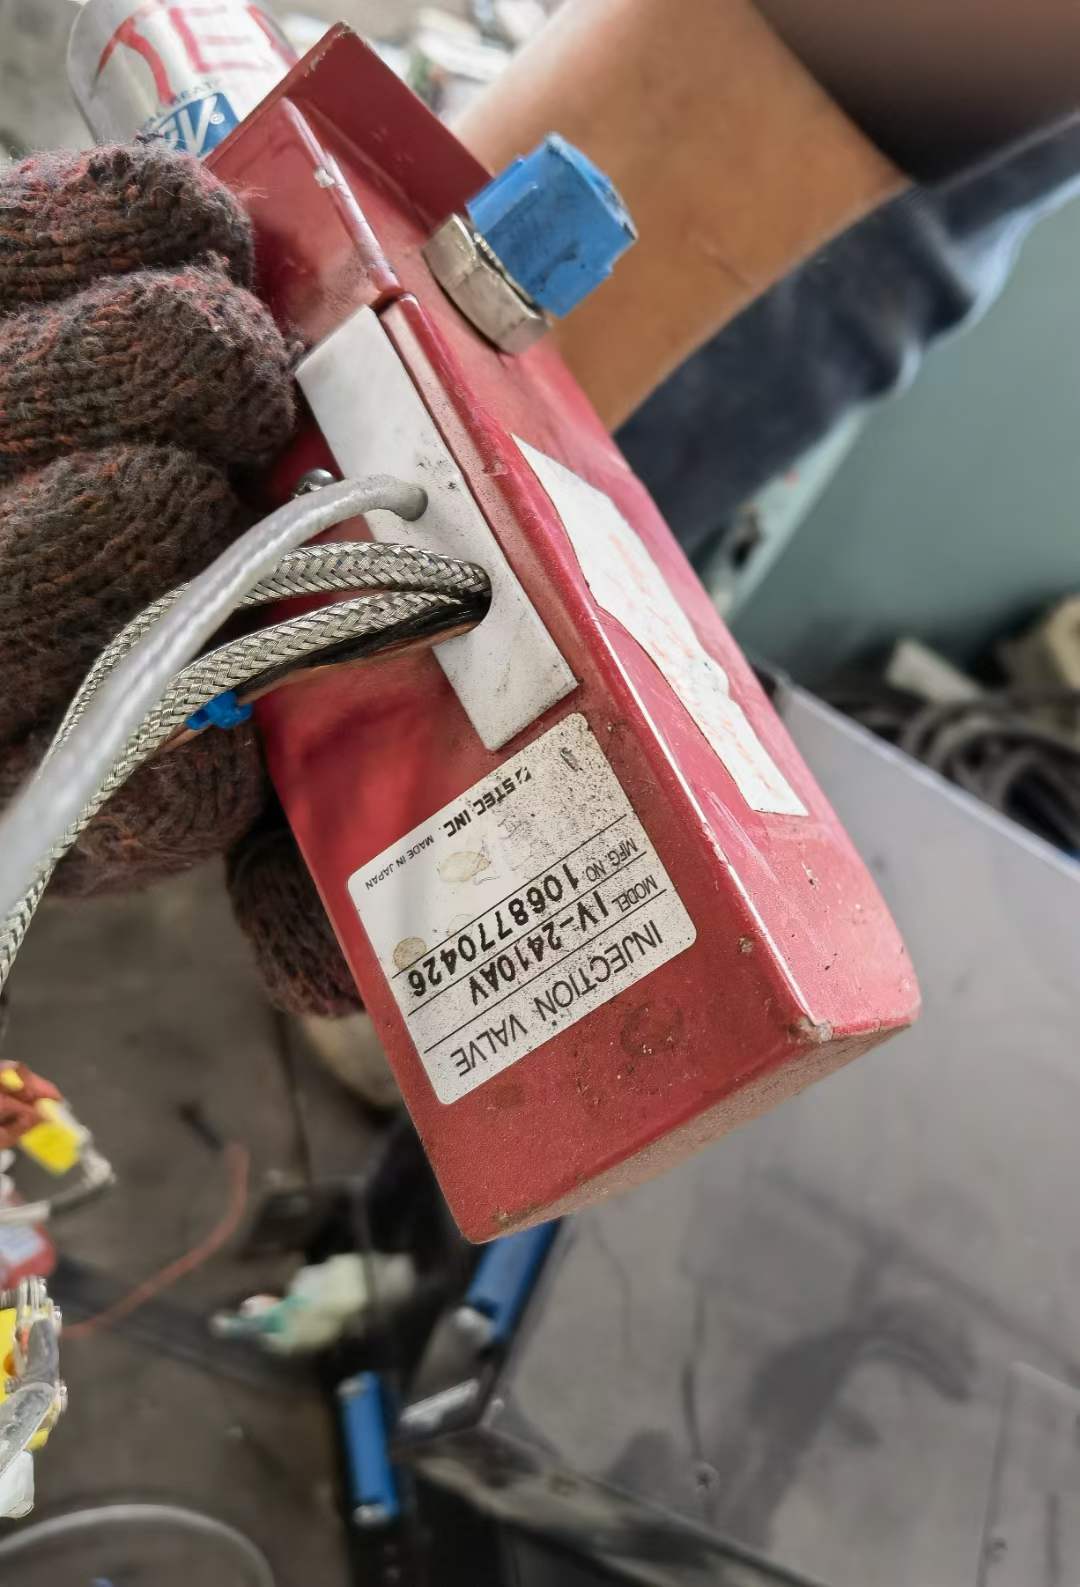 INJECTION VALVE
MODEL IV-2410AV
MFG. NO. 1068770426
STEC, INC. MADE IN JAPAN